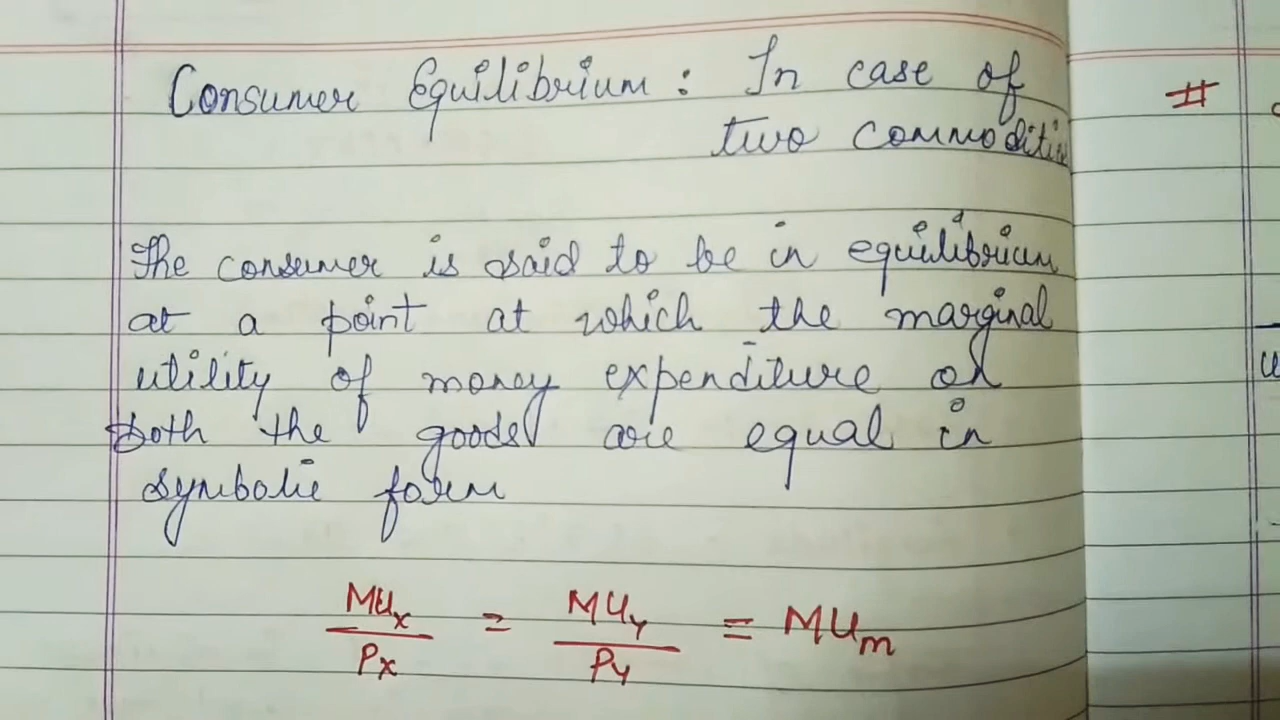 Consumer Equilibrium : In case of
two commodities
The consumer is said to be in equilibrium
at a point at which the marginal
utility of money expenditure on
both the goods are equal in
symbolic form
MUx / Px = MUy / Py = MUm
#